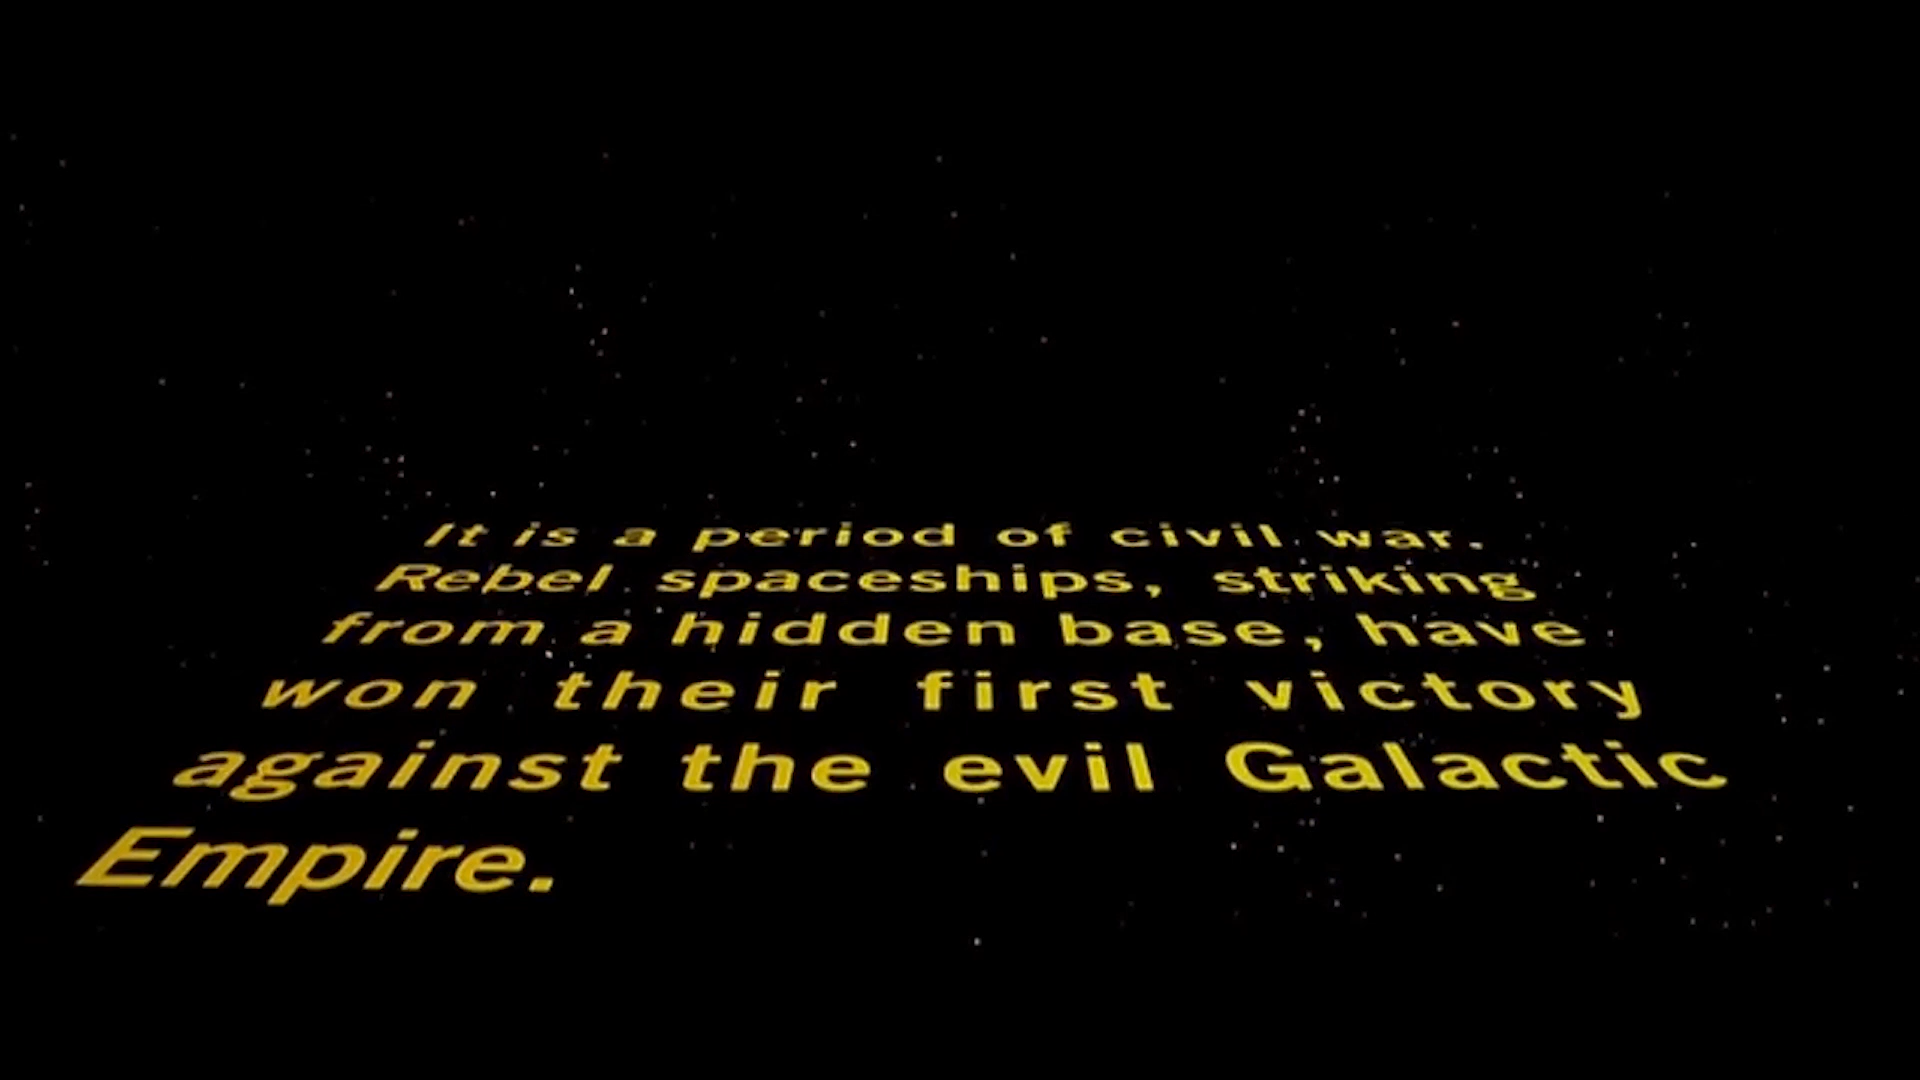 It is a period of civil war.
Rebel spaceships, striking
from a hidden base, have
won their first victory
against the evil Galactic
Empire.